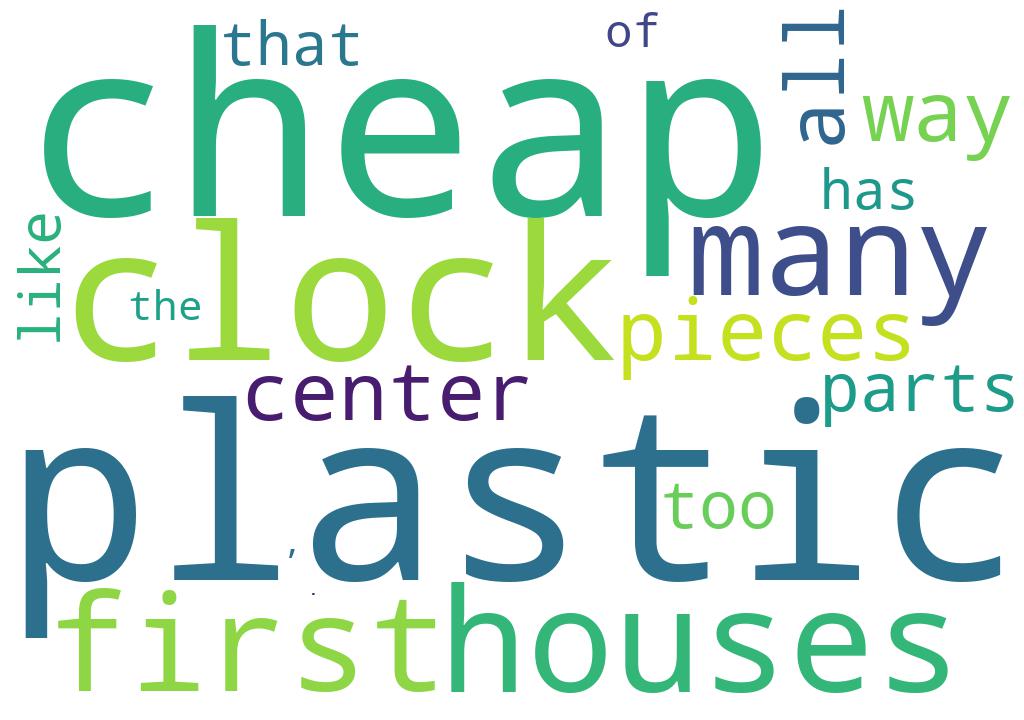 that
of
all
cheap
way
has
like
clock
many
the
pieces
center
parts
plastic
too
,
.
first
houses